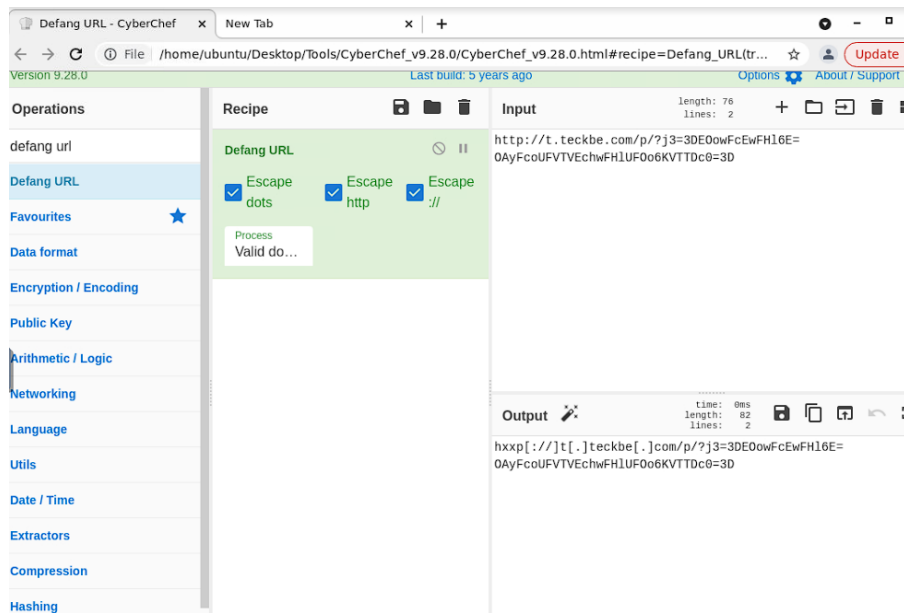 Defang URL - CyberChef
New Tab
File
/home/ubuntu/Desktop/Tools/CyberChef_v9.28.0/CyberChef_v9.28.0.html#recipe=Defang_URL(tr...
Update
Version 9.28.0
Last build: 5 years ago
Options
About / Support
Operations
defang url
Defang URL
Favourites
Data format
Encryption / Encoding
Public Key
Arithmetic / Logic
Networking
Language
Utils
Date / Time
Extractors
Compression
Hashing
Recipe
Defang URL
Escape dots
Escape http
Escape ://
Process
Valid do...
Input
length: 76
lines: 2
http://t.teckbe.com/p/?j3=3DEOowFcEwFHl6E=
OAyFcoUFVTVEchwFHlUFOo6KVTTDc0=3D
Output
time: 0ms
length: 82
lines: 2
hxxp[://]t[.]teckbe[.]com/p/?j3=3DEOowFcEwFHl6E=
OAyFcoUFVTVEchwFHlUFOo6KVTTDc0=3D